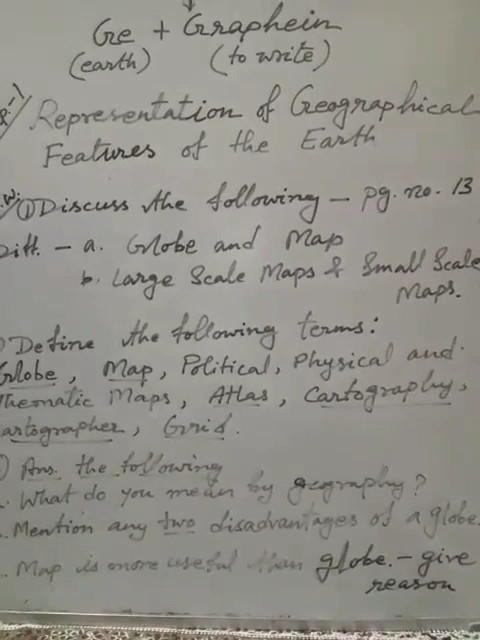 Ge + Graphein
(earth) (to write)
Representation of Geographical
Features of the Earth
① Discuss the following - pg. no. 13
Diff. - a. Globe and Map
b. Large Scale Maps & Small Scale
Maps.
Define the following terms:
Globe, Map, Political, Physical and
Thematic Maps, Atlas, Cartography,
Cartographer, Grid.
Ans. the following
What do you mean by geography?
Mention any two disadvantages of a globe.
Map is more useful than globe. - give
reason